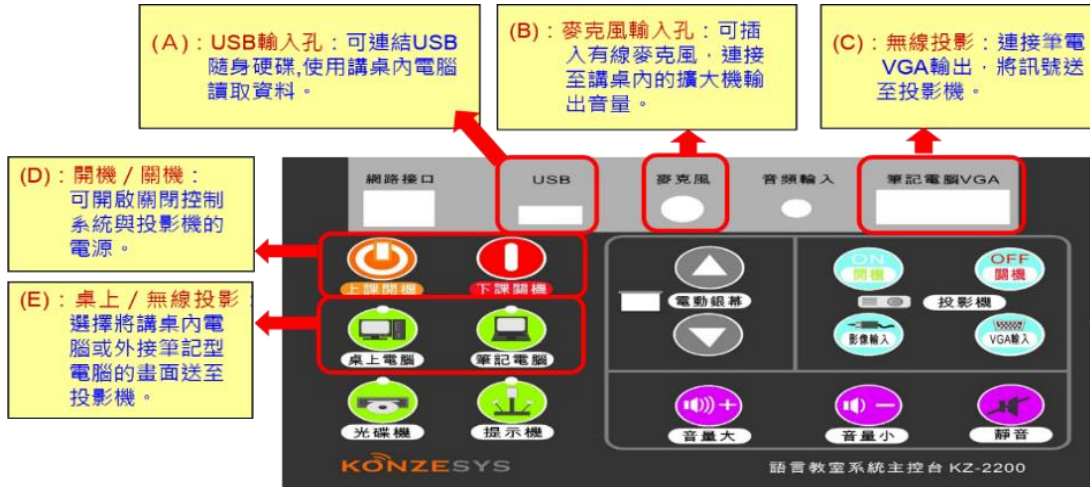 (A)：USB輸入孔：可連結USB
隨身硬碟,使用講桌內電腦
讀取資料。
(B)：麥克風輸入孔：可插
入有線麥克風，連接
至講桌內的擴大機輸
出音量。
(C)：無線投影：連接筆電
VGA輸出，將訊號送
至投影機。
(D)：開機／關機：
可開啟關閉控制
系統與投影機的
電源。
(E)：桌上／無線投影：
選擇將講桌內電
腦或外接筆記型
電腦的畫面送至
投影機。
網路接口 USB 麥克風 音頻輸入 筆記電腦VGA
上課開機 下課關機
桌上電腦 筆記電腦
光碟機 提示機
電動銀幕
ON
開機
OFF
關機
投影機
影像輸入 VGA輸入
音量大 音量小 靜音
KONZESYS
語言教室系統主控台 KZ-2200